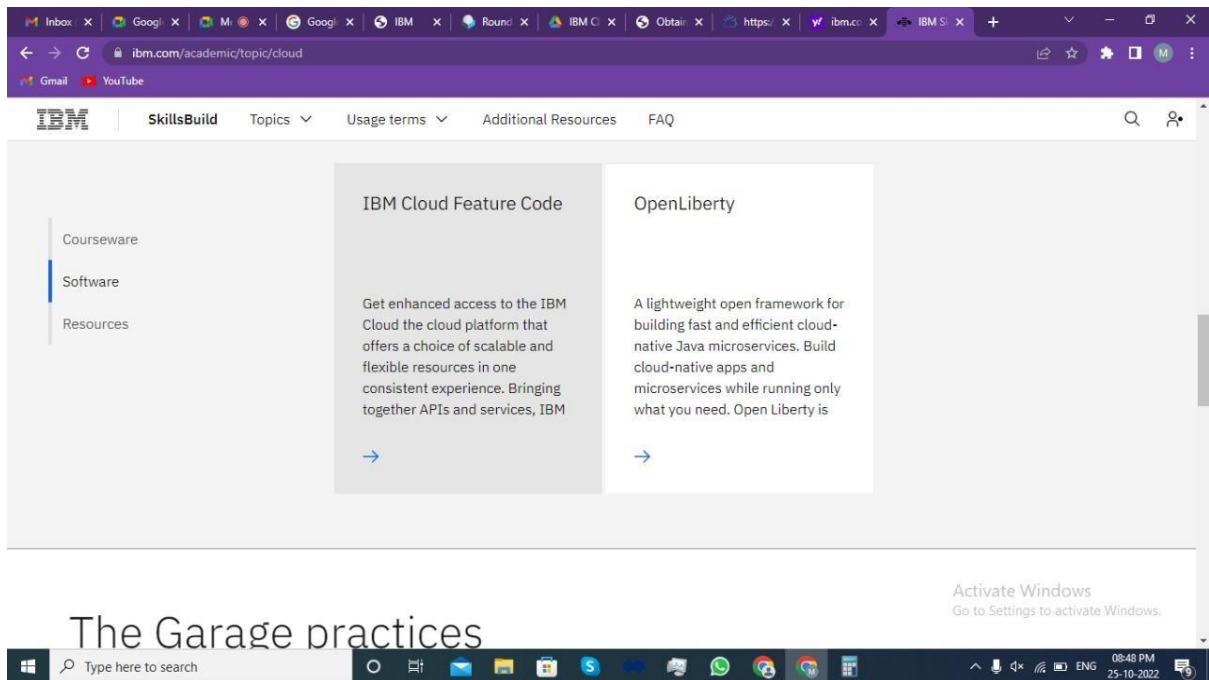 Inbox
Googl
M
Googl
IBM
Round
IBM Cl
Obtain
https:/
ibm.co
IBM S
ibm.com/academic/topic/cloud
M
Gmail
YouTube
IBM
SkillsBuild
Topics
Usage terms
Additional Resources
FAQ
Courseware
Software
Resources
IBM Cloud Feature Code
Get enhanced access to the IBM
Cloud the cloud platform that
offers a choice of scalable and
flexible resources in one
consistent experience. Bringing
together APIs and services, IBM
OpenLiberty
A lightweight open framework for
building fast and efficient cloud-
native Java microservices. Build
cloud-native apps and
microservices while running only
what you need. Open Liberty is
The Garage practices
Activate Windows
Go to Settings to activate Windows.
Type here to search
ENG
08:48 PM
25-10-2022